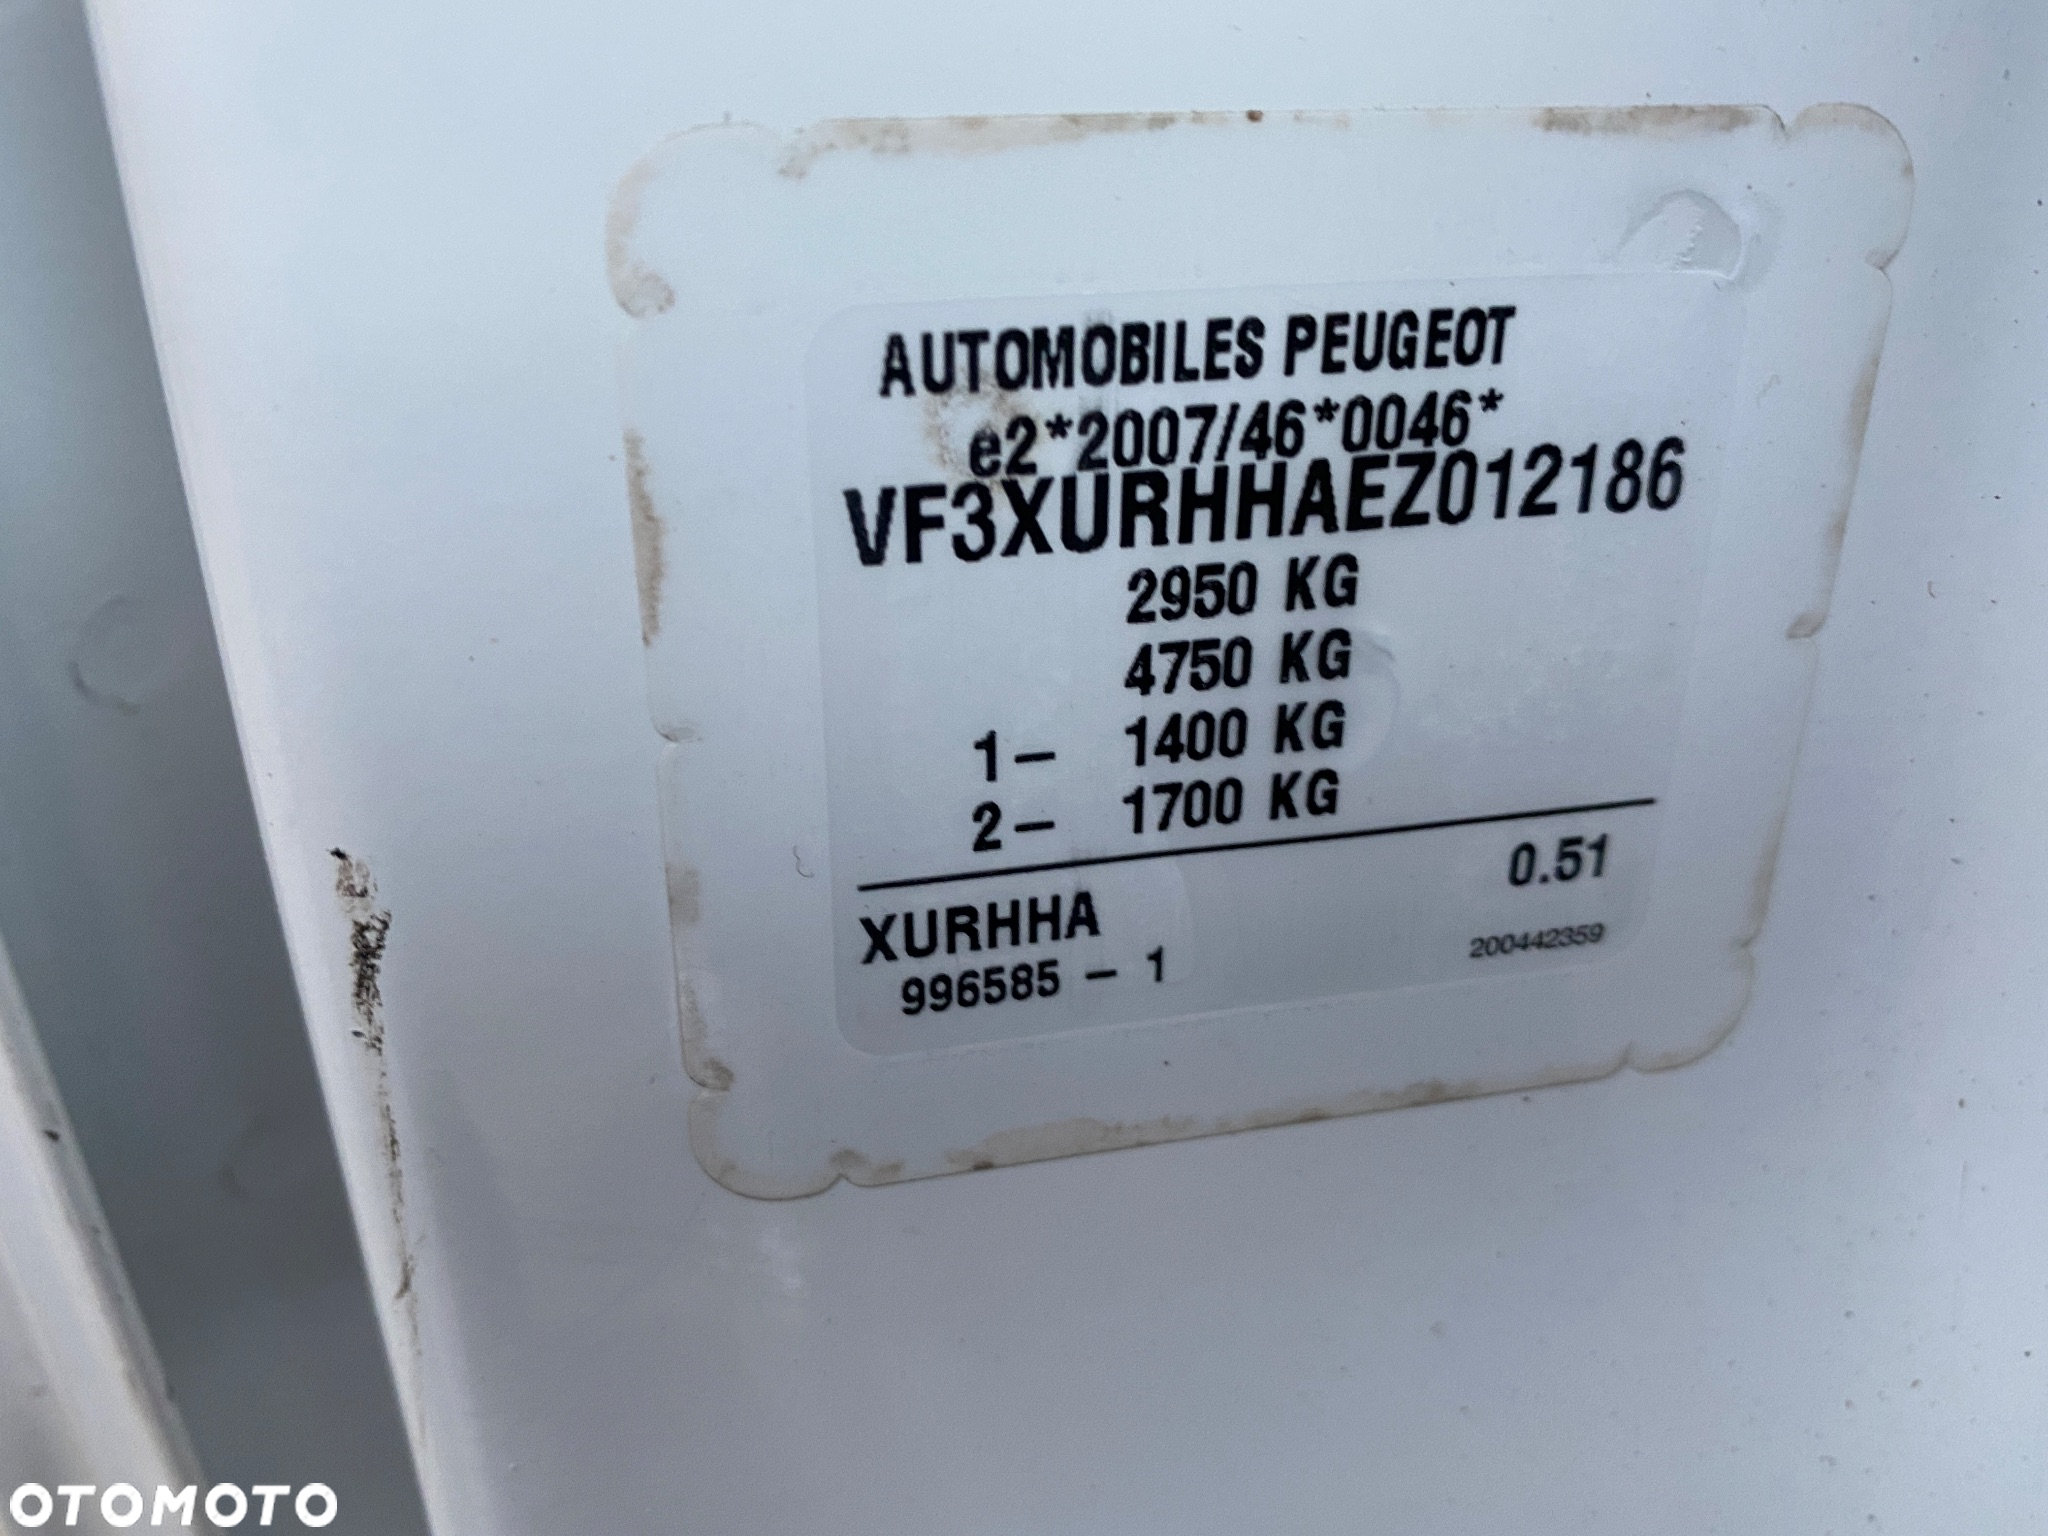 AUTOMOBILES PEUGEOT
e2*2007/46*0046*
VF3XURHHAEZ012186
2950 KG
4750 KG
1- 1400 KG
2- 1700 KG
0.51
XURHHA
996585 - 1
200442359
OTOMOTO